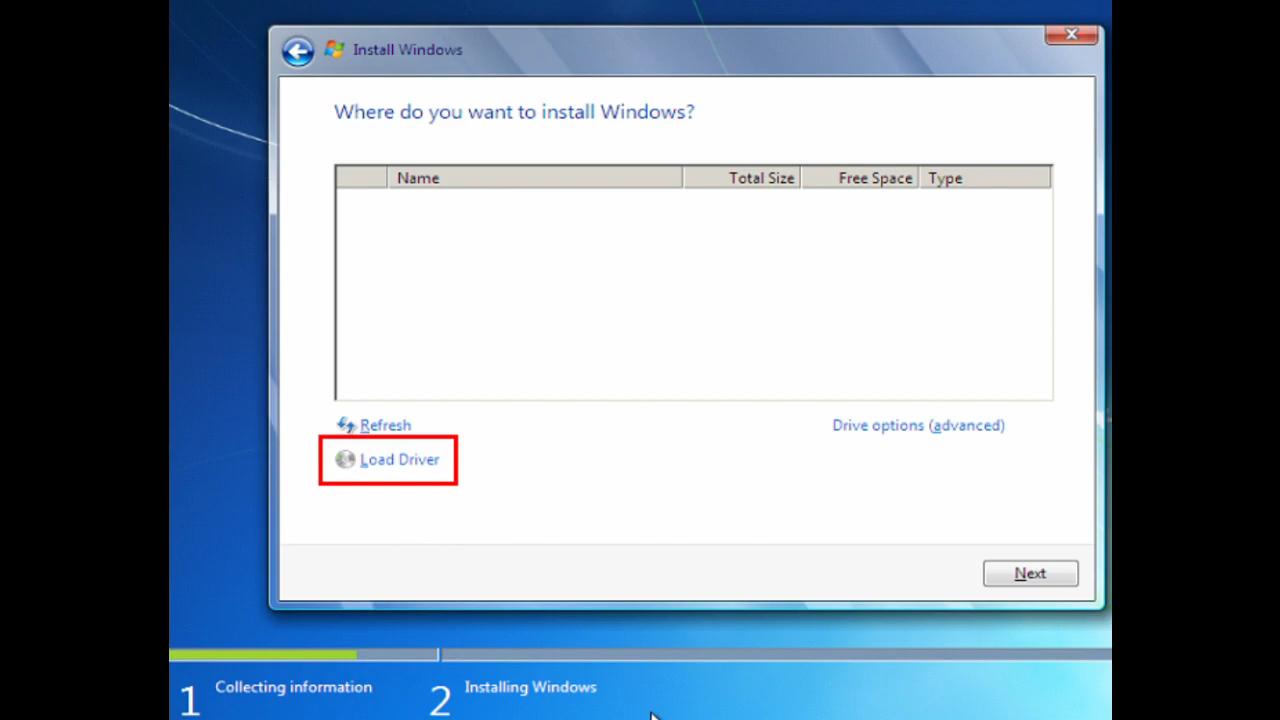 Install Windows
Where do you want to install Windows?
Name Total Size Free Space Type
Refresh Drive options (advanced)
Load Driver
Next
1 Collecting information 2 Installing Windows